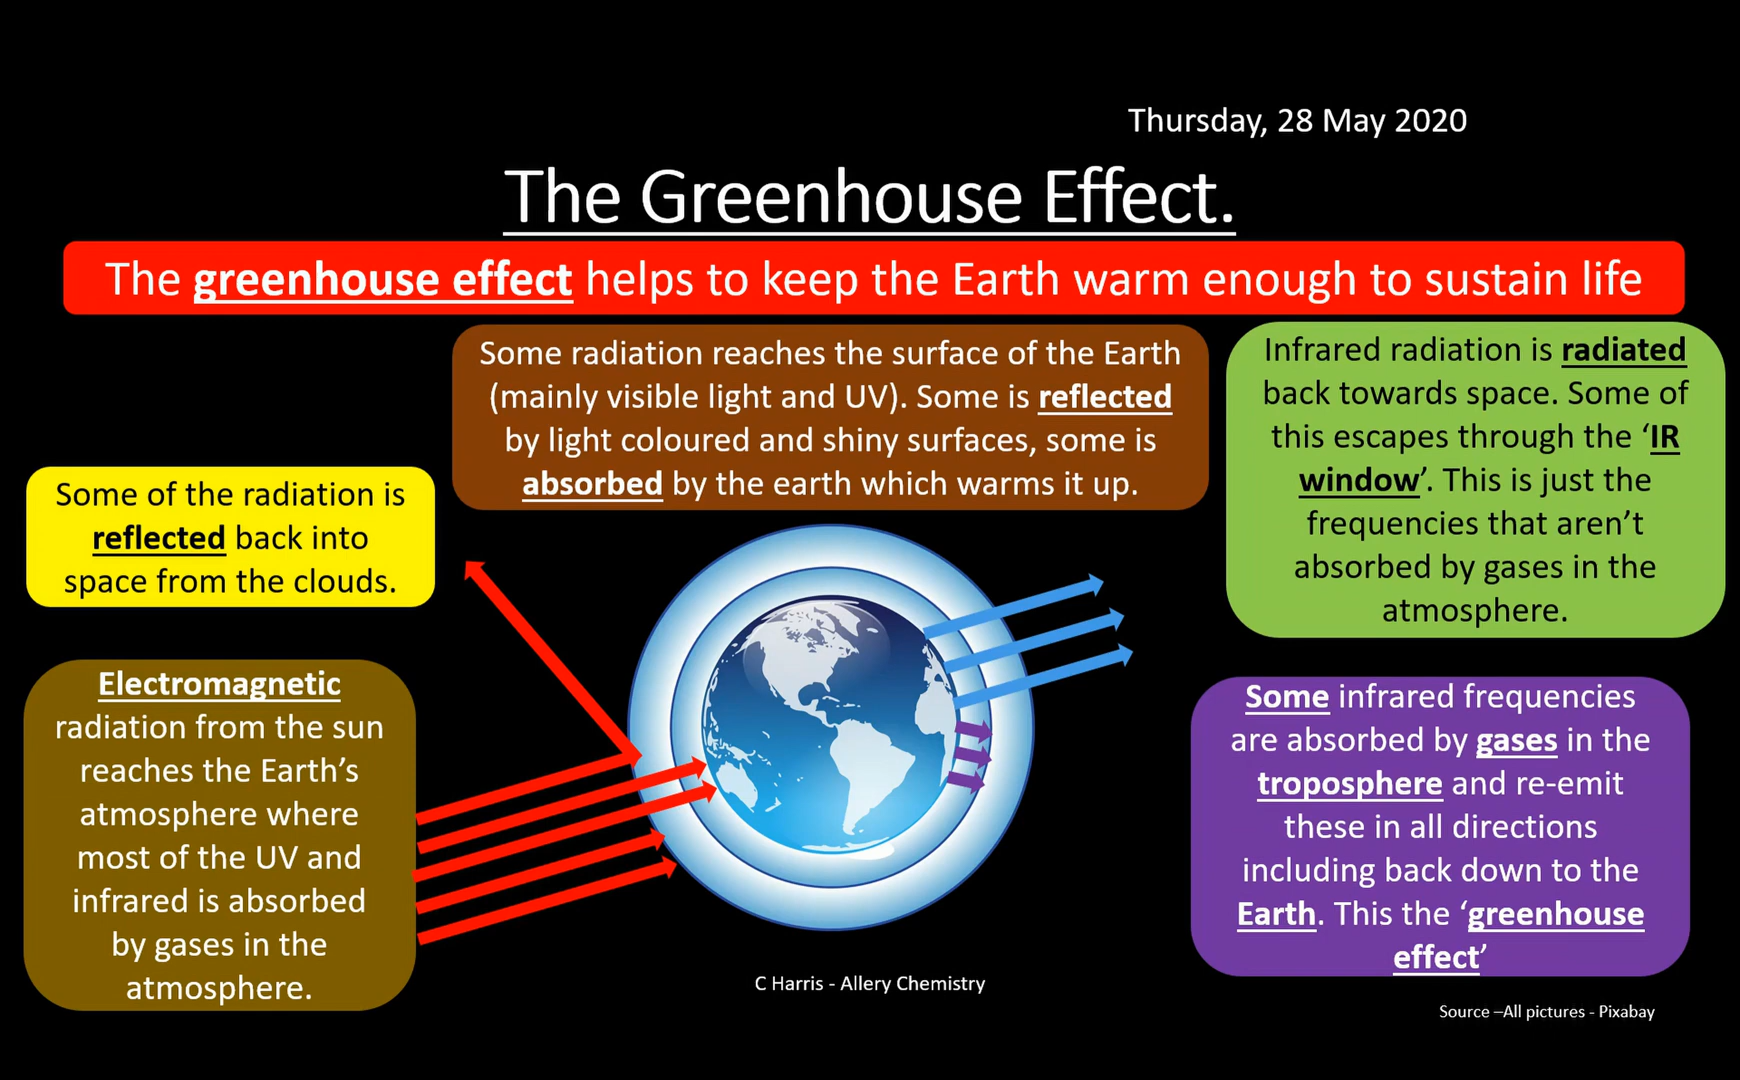 Thursday, 28 May 2020
The Greenhouse Effect.
The greenhouse effect helps to keep the Earth warm enough to sustain life
Some radiation reaches the surface of the Earth
(mainly visible light and UV). Some is reflected
by light coloured and shiny surfaces, some is
absorbed by the earth which warms it up.
Infrared radiation is radiated
back towards space. Some of
this escapes through the ‘IR
window’. This is just the
frequencies that aren’t
absorbed by gases in the
atmosphere.
Some of the radiation is
reflected back into
space from the clouds.
Electromagnetic
radiation from the sun
reaches the Earth’s
atmosphere where
most of the UV and
infrared is absorbed
by gases in the
atmosphere.
Some infrared frequencies
are absorbed by gases in the
troposphere and re-emit
these in all directions
including back down to the
Earth. This the ‘greenhouse
effect’
C Harris - Allery Chemistry
Source –All pictures - Pixabay